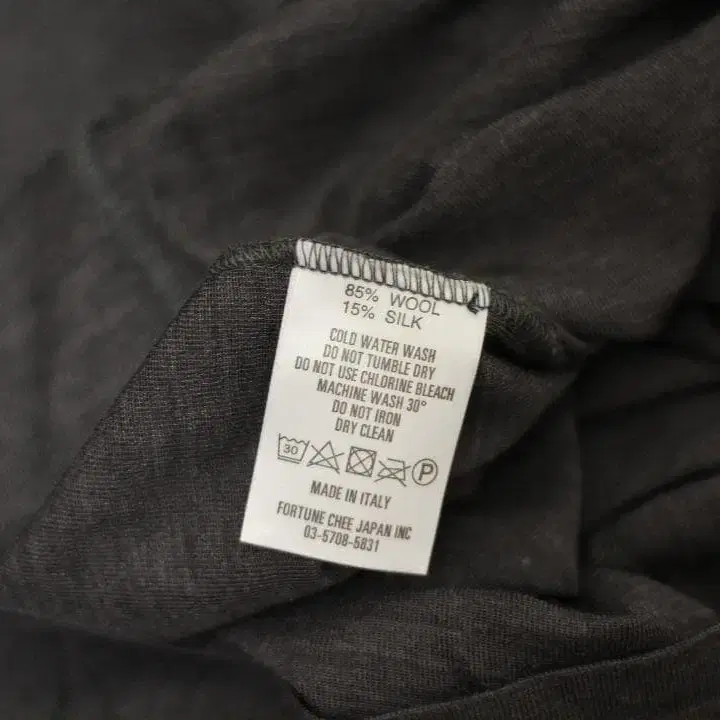 85% WOOL
15% SILK
COLD WATER WASH
DO NOT TUMBLE DRY
DO NOT USE CHLORINE BLEACH
MACHINE WASH 30°
DO NOT IRON
DRY CLEAN
30 P
MADE IN ITALY
FORTUNE CHEE JAPAN INC
03-5708-5831